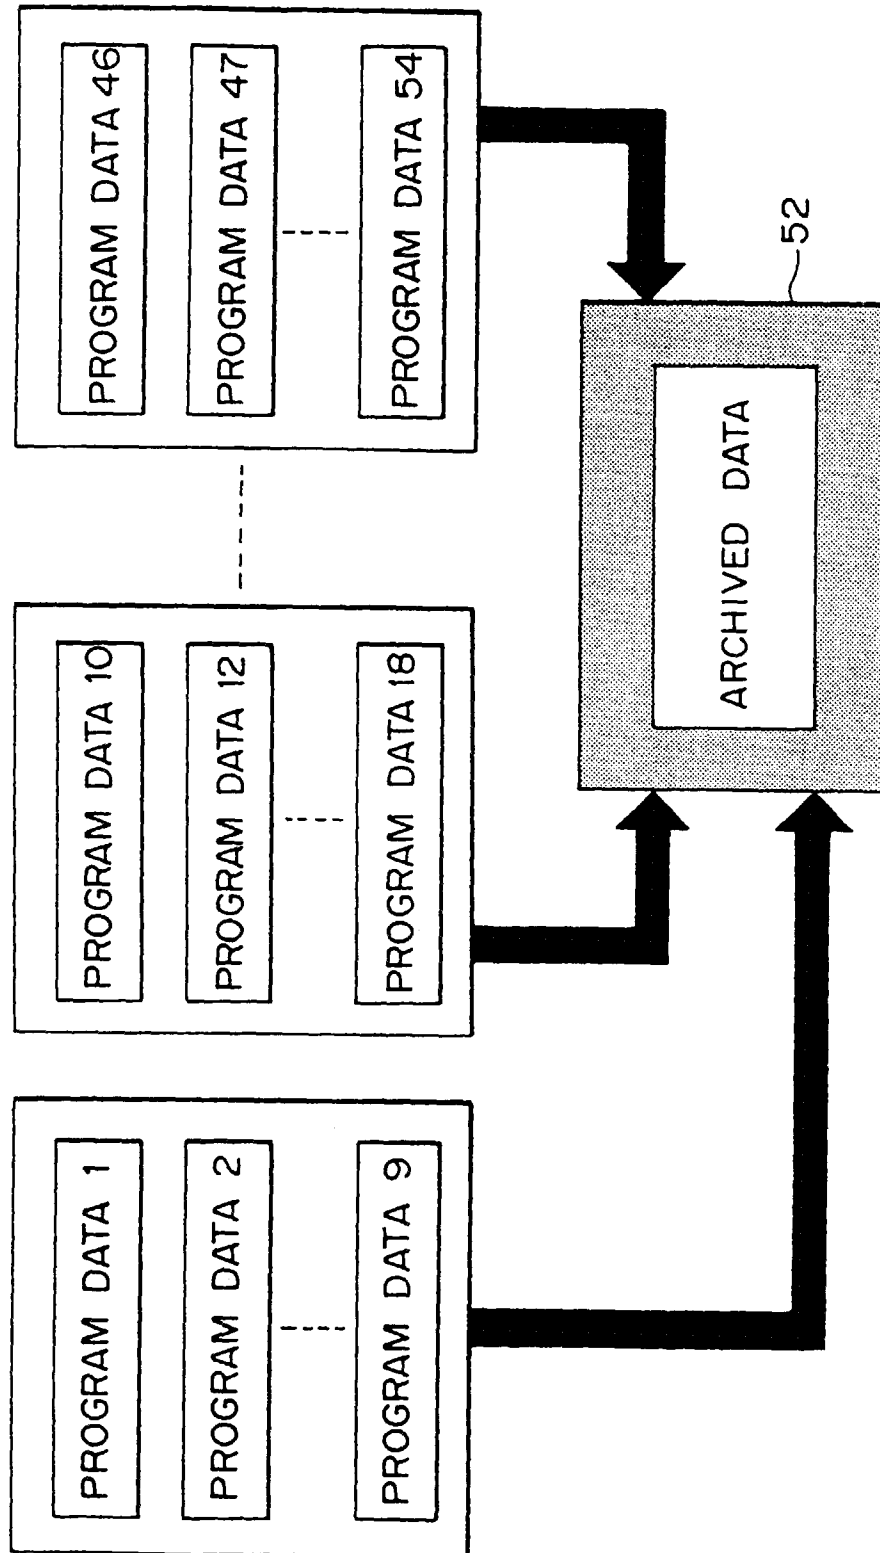 PROGRAM DATA 1
PROGRAM DATA 2
PROGRAM DATA 9
PROGRAM DATA 10
PROGRAM DATA 12
PROGRAM DATA 18
PROGRAM DATA 46
PROGRAM DATA 47
PROGRAM DATA 54
ARCHIVED DATA
52